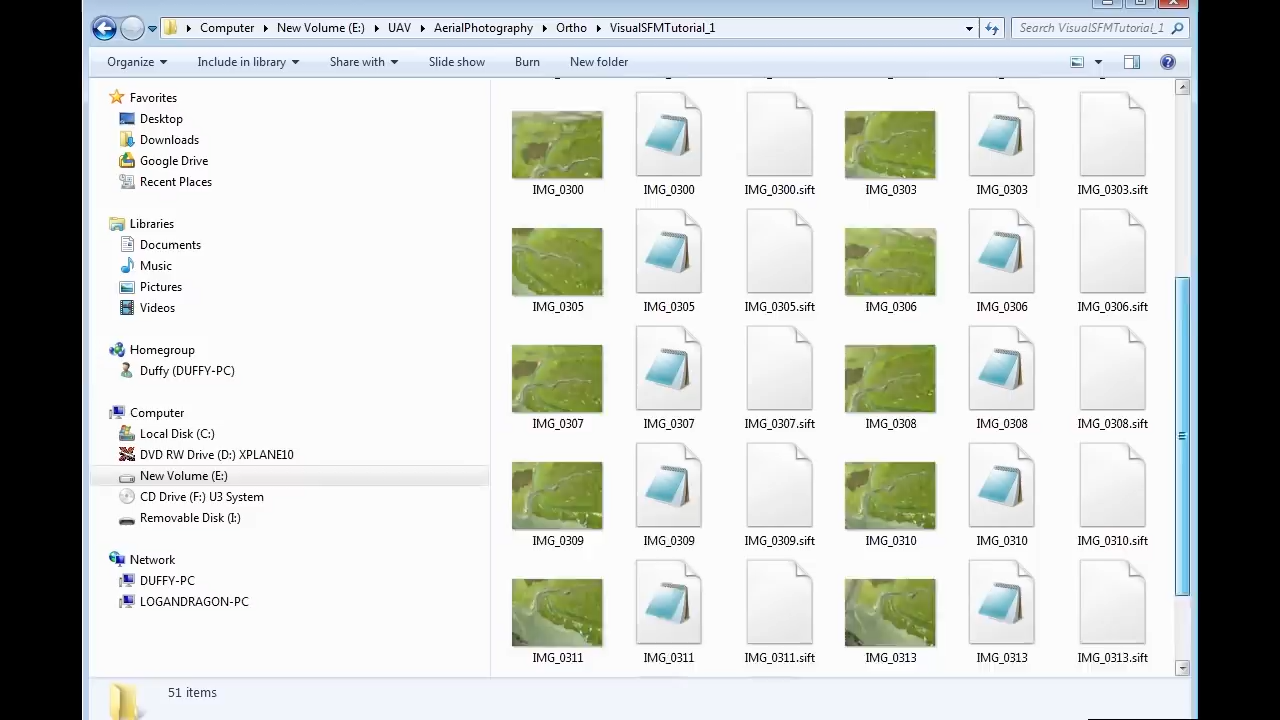 Computer New Volume (E:) UAV AerialPhotography Ortho VisualSFMTutorial_1 Search VisualSFMTutorial_1
Organize Include in library Share with Slide show Burn New folder
Favorites
Desktop
Downloads
Google Drive
Recent Places
Libraries
Documents
Music
Pictures
Videos
Homegroup
Duffy (DUFFY-PC)
Computer
Local Disk (C:)
DVD RW Drive (D:) XPLANE10
New Volume (E:)
CD Drive (F:) U3 System
Removable Disk (I:)
Network
DUFFY-PC
LOGANDRAGON-PC
IMG_0300 IMG_0300 IMG_0300.sift IMG_0303 IMG_0303 IMG_0303.sift
IMG_0305 IMG_0305 IMG_0305.sift IMG_0306 IMG_0306 IMG_0306.sift
IMG_0307 IMG_0307 IMG_0307.sift IMG_0308 IMG_0308 IMG_0308.sift
IMG_0309 IMG_0309 IMG_0309.sift IMG_0310 IMG_0310 IMG_0310.sift
IMG_0311 IMG_0311 IMG_0311.sift IMG_0313 IMG_0313 IMG_0313.sift
51 items